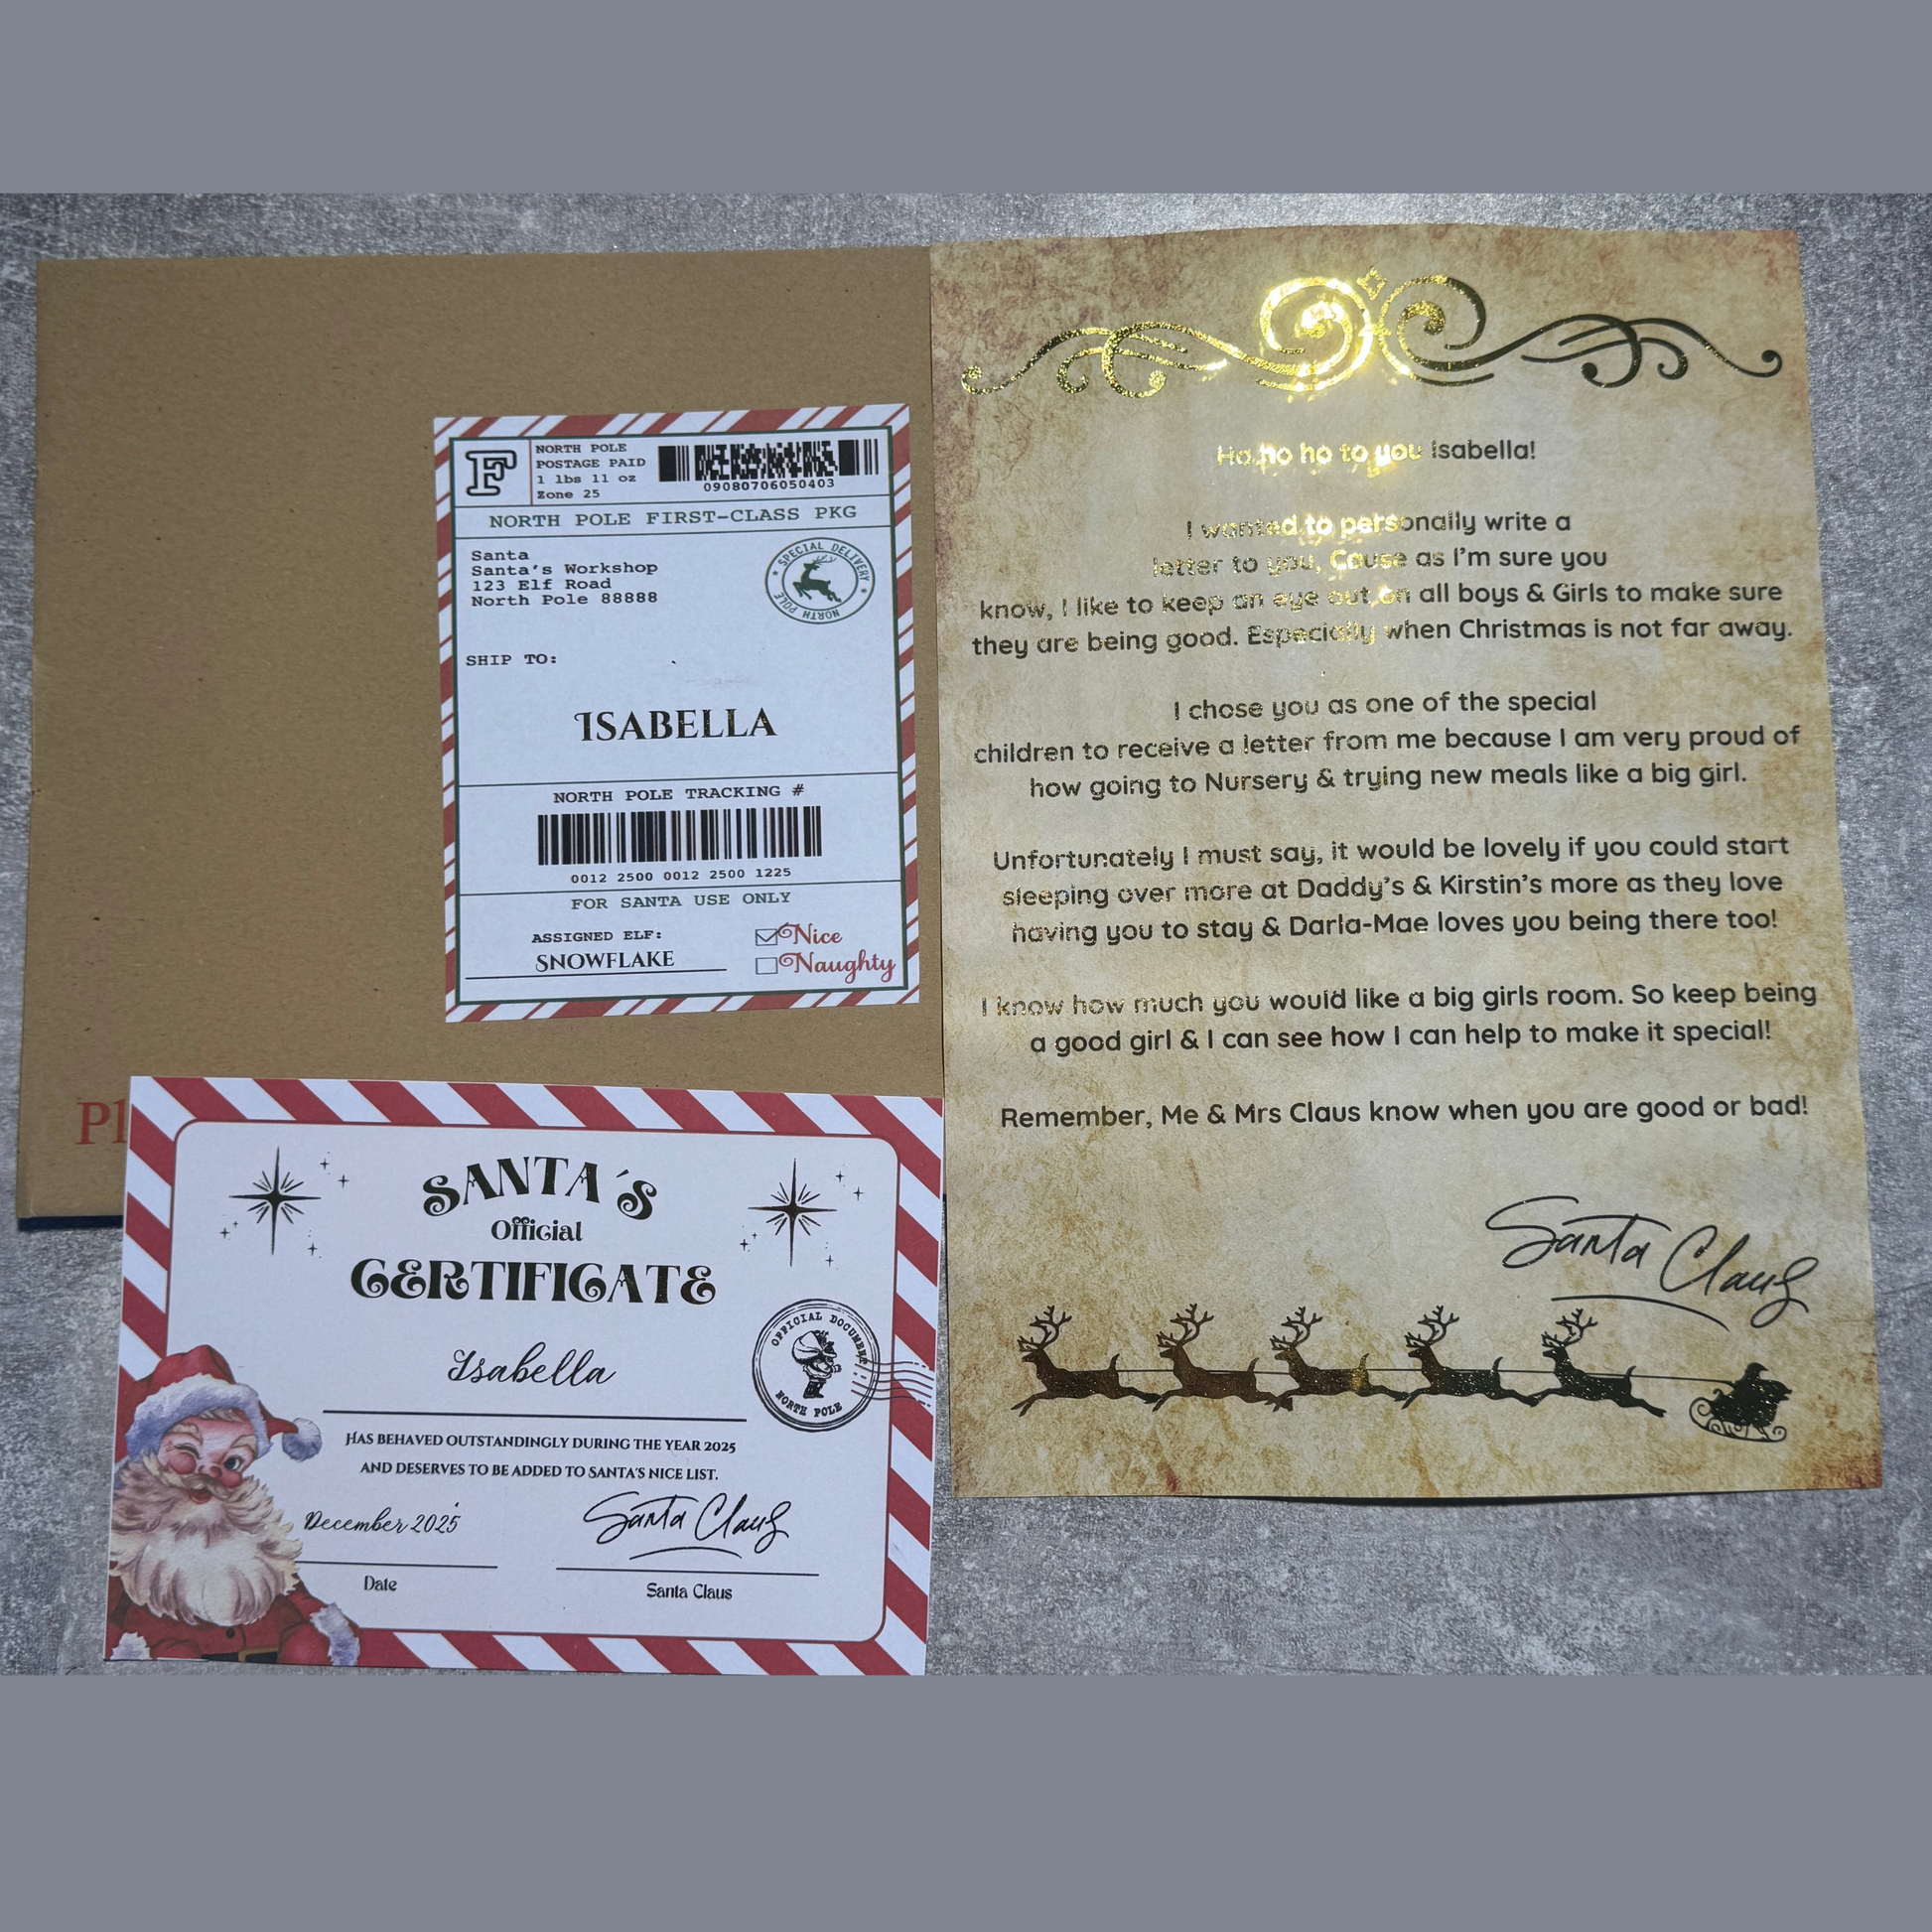 F
NORTH POLE
POSTAGE PAID
1 lbs 11 oz
Zone 25
09080706050403
NORTH POLE FIRST-CLASS PKG
Santa
Santa's Workshop
123 Elf Road
North Pole 88888
SPECIAL DELIVERY
NORTH POLE
SHIP TO:
ISABELLA
NORTH POLE TRACKING #
0012 2500 0012 2500 1225
FOR SANTA USE ONLY
ASSIGNED ELF:
SNOWFLAKE
Nice
Naughty
SANTA´S
Official
CERTIFICATE
Isabella
OFFICIAL DOCUMENT
NORTH POLE
HAS BEHAVED OUTSTANDINGLY DURING THE YEAR 2025
AND DESERVES TO BE ADDED TO SANTA'S NICE LIST.
December 2025
Santa Claus
Date
Santa Claus
Ho ho ho to you Isabella!
I wanted to personally write a
letter to you, Cause as I'm sure you
know, I like to keep an eye out on all boys & Girls to make sure
they are being good. Especially when Christmas is not far away.
I chose you as one of the special
children to receive a letter from me because I am very proud of
how going to Nursery & trying new meals like a big girl.
Unfortunately I must say, it would be lovely if you could start
sleeping over more at Daddy's & Kirstin's more as they love
having you to stay & Darla-Mae loves you being there too!
I know how much you would like a big girls room. So keep being
a good girl & I can see how I can help to make it special!
Remember, Me & Mrs Claus know when you are good or bad!
Santa Claus